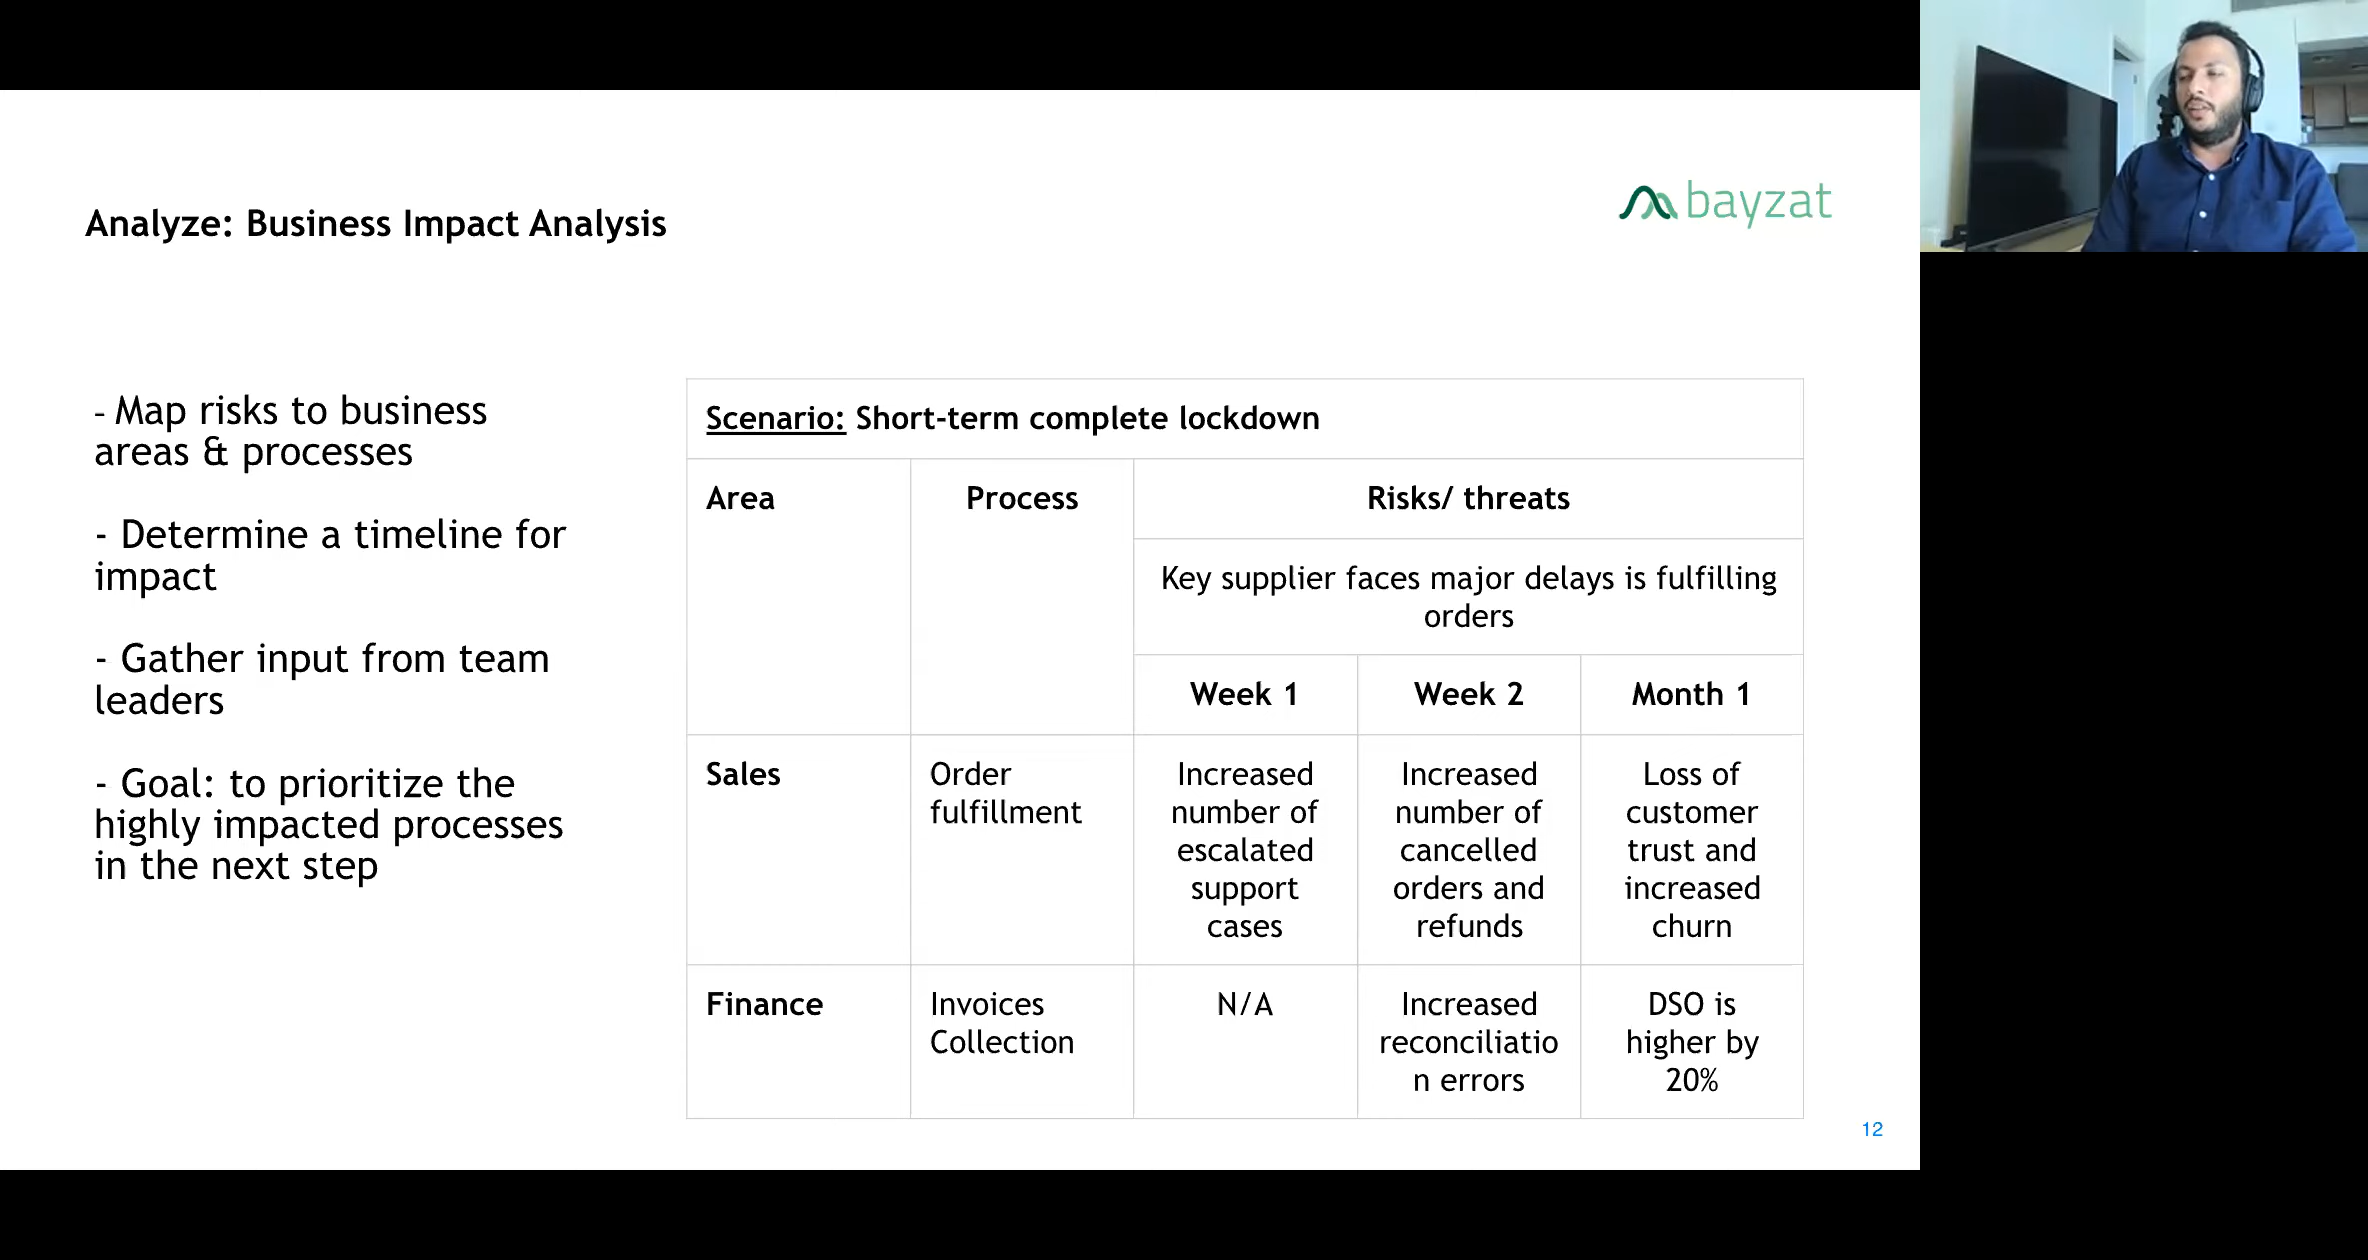 bayzat
Analyze: Business Impact Analysis
- Map risks to business
areas & processes
- Determine a timeline for
impact
- Gather input from team
leaders
- Goal: to prioritize the
highly impacted processes
in the next step
Scenario: Short-term complete lockdown
Area
Process
Risks/ threats
Key supplier faces major delays is fulfilling
orders
Week 1
Week 2
Month 1
Sales
Order
fulfillment
Increased
number of
escalated
support
cases
Increased
number of
cancelled
orders and
refunds
Loss of
customer
trust and
increased
churn
Finance
Invoices
Collection
N/A
Increased
reconciliatio
n errors
DSO is
higher by
20%
12